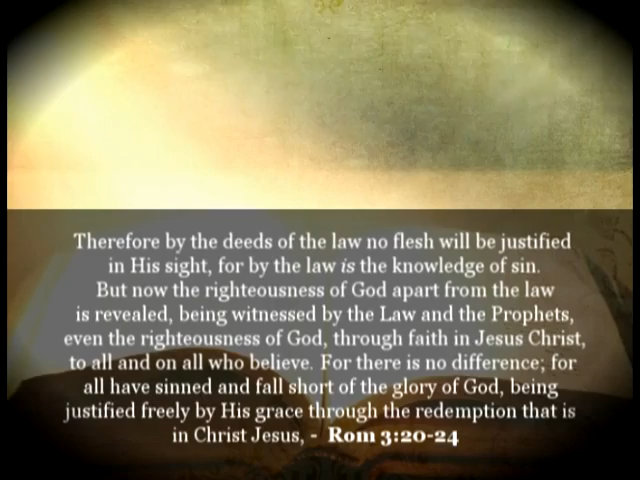 Therefore by the deeds of the law no flesh will be justified
in His sight, for by the law is the knowledge of sin.
But now the righteousness of God apart from the law
is revealed, being witnessed by the Law and the Prophets,
even the righteousness of God, through faith in Jesus Christ,
to all and on all who believe. For there is no difference; for
all have sinned and fall short of the glory of God, being
justified freely by His grace through the redemption that is
in Christ Jesus, - Rom 3:20-24